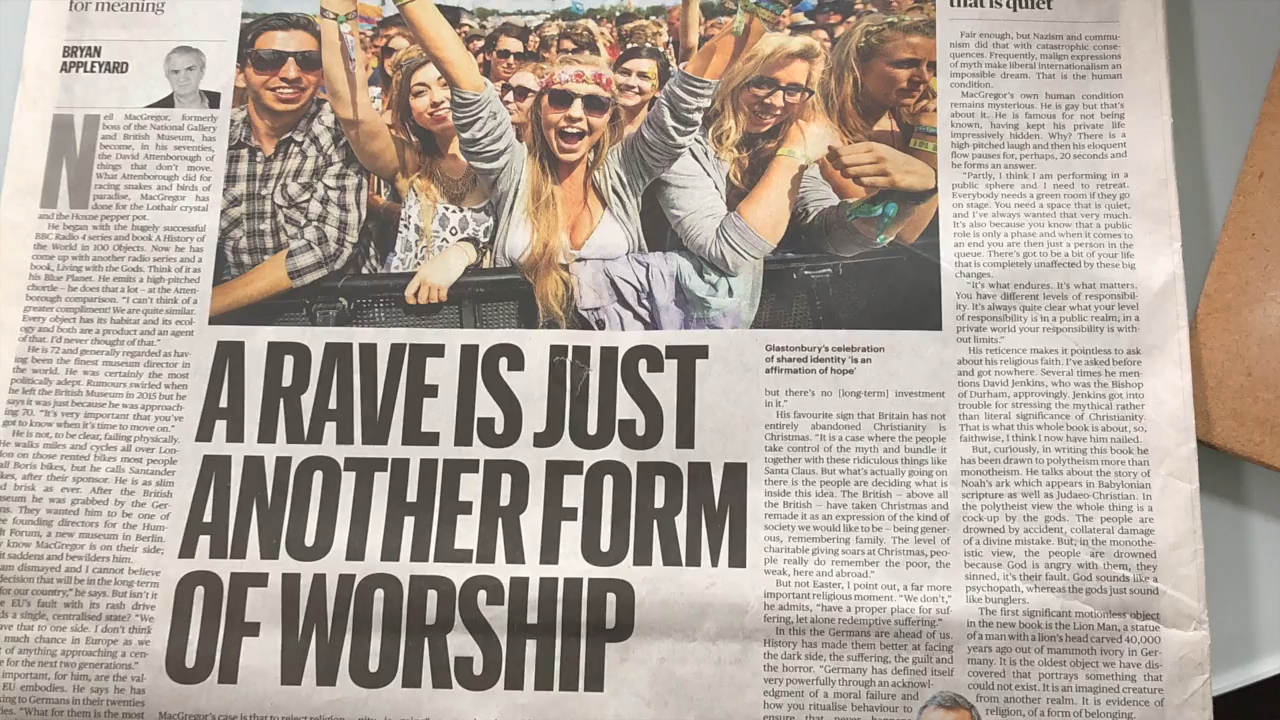 for meaning
BRYAN
APPLEYARD
Neil MacGregor, formerly
boss of the National Gallery
and British Museum, has
become, in his seventies,
the David Attenborough of
things that don't move.
What Attenborough did for
racing snakes and birds of
paradise, MacGregor has
done for the Lothair crystal
and the Hoxne pepper pot.
He began with the hugely successful
BBC Radio 4 series and book A History of
the World in 100 Objects. Now he has
come up with another radio series and a
book, Living with the Gods. Think of it as
his Blue Planet. He emits a high-pitched
chortle – he does that a lot – at the Atten-
borough comparison. "I can't think of a
greater compliment! We are quite similar.
Every object has its habitat and its ecol-
ogy and both are a product and an agent
of that. I'd never thought of that."
He is 72 and generally regarded as hav-
ing been the finest museum director in
the world. He was certainly the most
politically adept. Rumours swirled when
he left the British Museum in 2015 but he
says it was just because he was approach-
ing 70. "It's very important that you've
got to know when it's time to move on."
He is not, to be clear, failing physically.
He walks miles and cycles all over Lon-
don on those rented bikes most people
all Boris bikes, but he calls Santander
kes, after their sponsor. He is as slim
d brisk as ever. After the British
seum he was grabbed by the Ger-
ns. They wanted him to be one of
e founding directors for the Hum-
t Forum, a new museum in Berlin.
know MacGregor is on their side;
it saddens and bewilders him.
am dismayed and I cannot believe
decision that will be in the long-term
for our country," he says. But isn't it
e EU's fault with its rash drive
ds a single, centralised state? "We
ave that to one side. I don't think
much chance in Europe as we
of anything approaching a cen-
e for the next two generations."
important, for him, are the val-
EU embodies. He says he has
king to Germans in their twenties
ies. "What for them is the most
A RAVE IS JUST
ANOTHER FORM
OF WORSHIP
MacGregor's case is that to reject religion
Glastonbury's celebration
of shared identity 'is an
affirmation of hope'
but there's no [long-term] investment
in it."
His favourite sign that Britain has not
entirely abandoned Christianity is
Christmas. "It is a case where the people
take control of the myth and bundle it
together with these ridiculous things like
Santa Claus. But what's actually going on
there is the people are deciding what is
inside this idea. The British – above all
the British – have taken Christmas and
remade it as an expression of the kind of
society we would like to be – being gener-
ous, remembering family. The level of
charitable giving soars at Christmas, peo-
ple really do remember the poor, the
weak, here and abroad."
But not Easter, I point out, a far more
important religious moment. "We don't,"
he admits, "have a proper place for suf-
fering, let alone redemptive suffering."
In this the Germans are ahead of us.
History has made them better at facing
the dark side, the suffering, the guilt and
the horror. "Germany has defined itself
very powerfully through an acknowl-
edgment of a moral failure and
how you ritualise behaviour to
ensure that never
that is quiet
Fair enough, but Nazism and commu-
nism did that with catastrophic conse-
quences. Frequently, malign expressions
of myth make liberal internationalism an
impossible dream. That is the human
condition.
MacGregor's own human condition
remains mysterious. He is gay but that's
about it. He is famous for not being
known, having kept his private life
impressively hidden. Why? There is a
high-pitched laugh and then his eloquent
flow pauses for, perhaps, 20 seconds and
he forms an answer.
"Partly, I think I am performing in a
public sphere and I need to retreat.
Everybody needs a green room if they go
on stage. You need a space that is quiet,
and I've always wanted that very much.
It's also because you know that a public
role is only a phase and when it comes to
an end you are then just a person in the
queue. There's got to be a bit of your life
that is completely unaffected by these big
changes.
"It's what endures. It's what matters.
You have different levels of responsibil-
ity. It's always quite clear what your level
of responsibility is in a public realm; in a
private world your responsibility is with-
out limits."
His reticence makes it pointless to ask
about his religious faith. I've asked before
and got nowhere. Several times he men-
tions David Jenkins, who was the Bishop
of Durham, approvingly. Jenkins got into
trouble for stressing the mythical rather
than literal significance of Christianity.
That is what this whole book is about, so,
faithwise, I think I now have him nailed.
But, curiously, in writing this book he
has been drawn to polytheism more than
monotheism. He talks about the story of
Noah's ark which appears in Babylonian
scripture as well as Judaeo-Christian. In
the polytheist view the whole thing is a
cock-up by the gods. The people are
drowned by accident, collateral damage
of a divine mistake. But, in the monothe-
istic view, the people are drowned
because God is angry with them, they
sinned, it's their fault. God sounds like a
psychopath, whereas the gods just sound
like bunglers.
The first significant motionless object
in the new book is the Lion Man, a statue
of a man with a lion's head carved 40,000
years ago out of mammoth ivory in Ger-
many. It is the oldest object we have dis-
covered that portrays something that
could not exist. It is an imagined creature
from another realm. It is evidence of
religion, of a form of belonging.